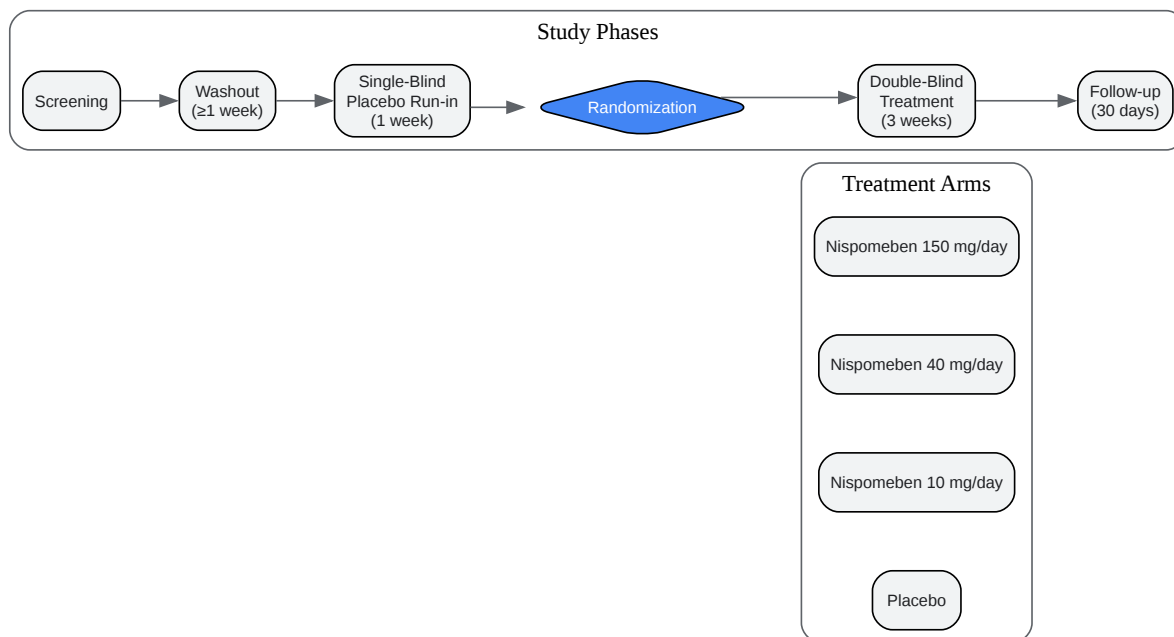 Study Phases
Screening
Washout
(≥1 week)
Single-Blind
Placebo Run-in
(1 week)
Randomization
Double-Blind
Treatment
(3 weeks)
Follow-up
(30 days)
Treatment Arms
Nispomeben 150 mg/day
Nispomeben 40 mg/day
Nispomeben 10 mg/day
Placebo